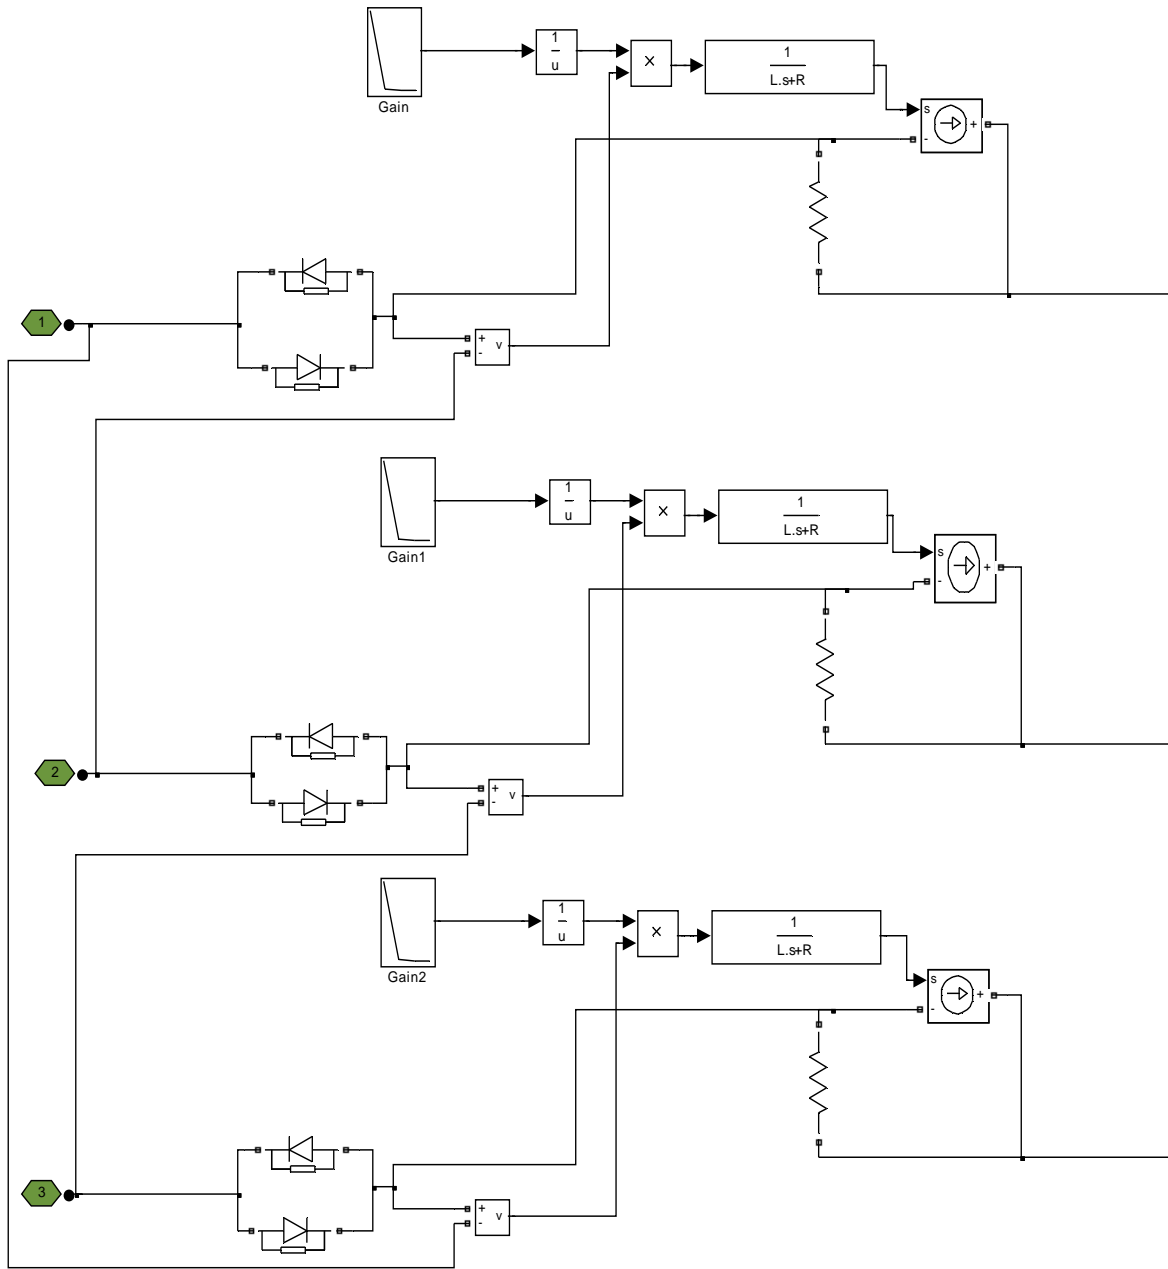 1
u
×
1
L.s+R
Gain
s
+
-
1
+
-
v
1
u
×
1
L.s+R
Gain1
s
+
-
2
+
-
v
1
u
×
1
L.s+R
Gain2
s
+
-
3
+
-
v